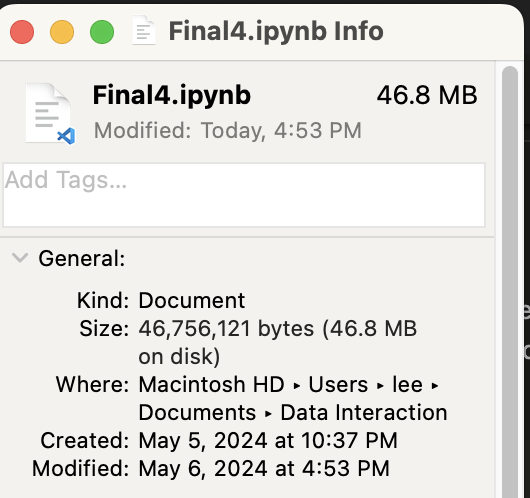 Final4.ipynb Info
Final4.ipynb 46.8 MB
Modified: Today, 4:53 PM
Add Tags...
General:
Kind: Document
Size: 46,756,121 bytes (46.8 MB
on disk)
Where: Macintosh HD ▸ Users ▸ lee ▸
Documents ▸ Data Interaction
Created: May 5, 2024 at 10:37 PM
Modified: May 6, 2024 at 4:53 PM